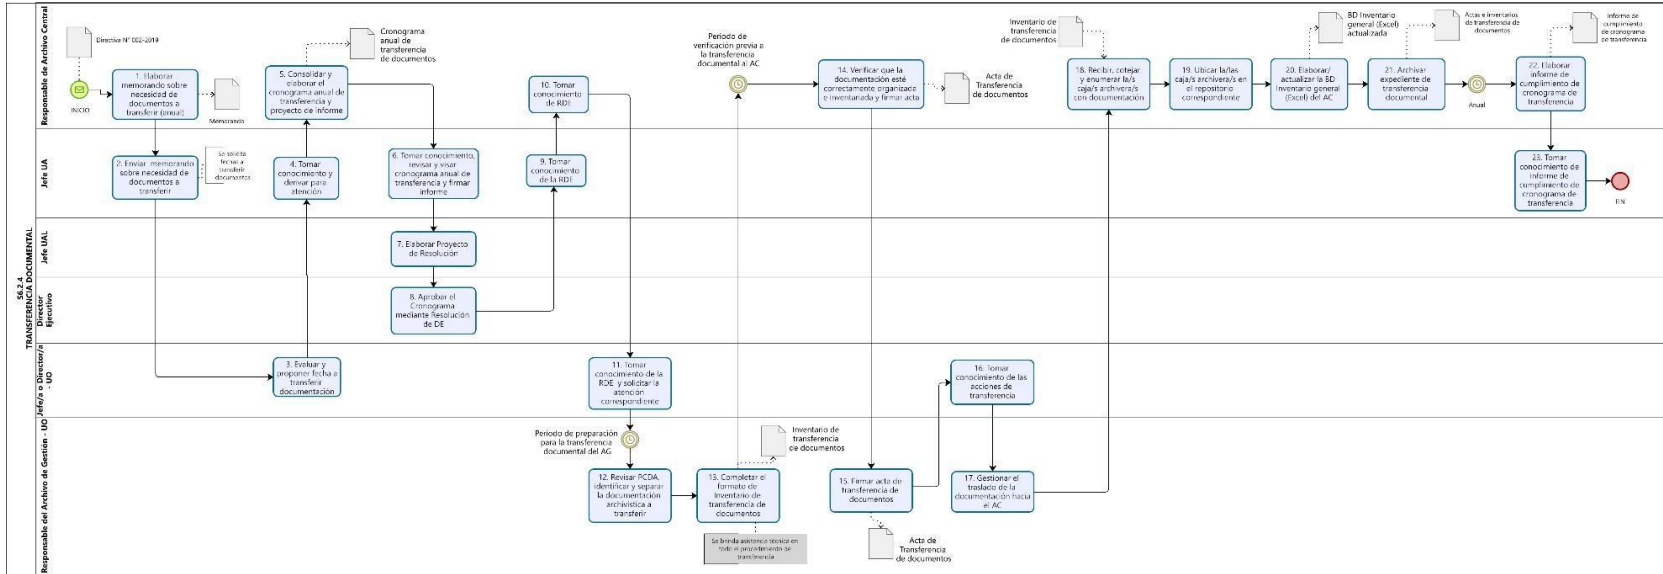 S6.2.4
TRANSFERENCIA DOCUMENTAL
Responsable de Archivo Central
Directiva N° 002-2019
INICIO
1. Elaborar
memorando sobre
necesidad de
documentos a
transferir (anual)
Memorando
5. Consolidar y
elaborar el
cronograma anual de
transferencia y
proyecto de informe
Cronograma
anual de
transferencia
de documentos
10. Tomar
conocimiento
de RDE
Periodo de
verificación previa a
la transferencia
documental al AC
14. Verificar que la
documentación esté
correctamente organizada
e inventariada y firmar acta
Acta de
Transferencia
de documentos
Inventario de
transferencia
de documentos
18. Recibir, cotejar
y enumerar la/s
caja/s archivera/s
con documentación
19. Ubicar la/las
caja/s archivera/s en
el repositorio
correspondiente
BD Inventario
general (Excel)
actualizada
20. Elaborar/
actualizar la BD
Inventario general
(Excel) del AC
Actas e inventarios
de transferencia de
documentos
21. Archivar
expediente de
transferencia
documental
Anual
Informe de
cumplimiento
de cronograma
de transferencia
22. Elaborar
informe de
cumplimiento de
cronograma de
transferencia
Jefe UA
2. Enviar memorando
sobre necesidad de
documentos a
transferir
Se solicita
fechas a
transferir
documentos
4. Tomar
conocimiento y
derivar para
atención
6. Tomar conocimiento,
revisar y visar
cronograma anual de
transferencia y firmar
informe
9. Tomar
conocimiento
de la RDE
23. Tomar
conocimiento de
informe de
cumplimiento de
cronograma de
transferencia
FIN
Jefe UAL
7. Elaborar Proyecto
de Resolución
Director
Ejecutivo
8. Aprobar el
Cronograma
mediante Resolución
de DE
Jefe/a o Director/a
- UO
3. Evaluar y
proponer fecha a
transferir
documentación
11. Tomar
conocimiento de la
RDE y solicitar la
atención
correspondiente
16. Tomar
conocimiento de las
acciones de
transferencia
Responsable del Archivo de Gestión - UO
Periodo de preparación
para la transferencia
documental del AG
12. Revisar PCDA,
identificar y separar
la documentación
archivística a
transferir
13. Completar el
formato de
Inventario de
transferencia de
documentos
Inventario de
transferencia
de documentos
Se brinda asistencia técnica en
todo el procedimiento de
transferencia
15. Firmar acta de
transferencia de
documentos
Acta de
Transferencia
de documentos
17. Gestionar el
traslado de la
documentación hacia
el AC